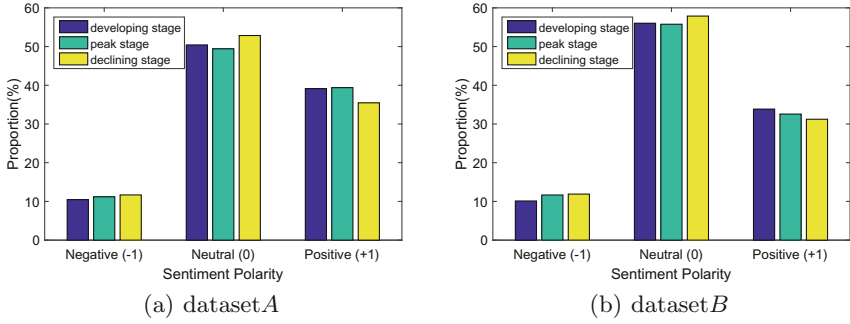 60
50
40
30
20
10
0
Proportion(%)
developing stage
peak stage
declining stage
Negative (-1)
Neutral (0)
Positive (+1)
Sentiment Polarity
(a) datasetA
60
50
40
30
20
10
0
Proportion(%)
developing stage
peak stage
declining stage
Negative (-1)
Neutral (0)
Positive (+1)
Sentiment Polarity
(b) datasetB